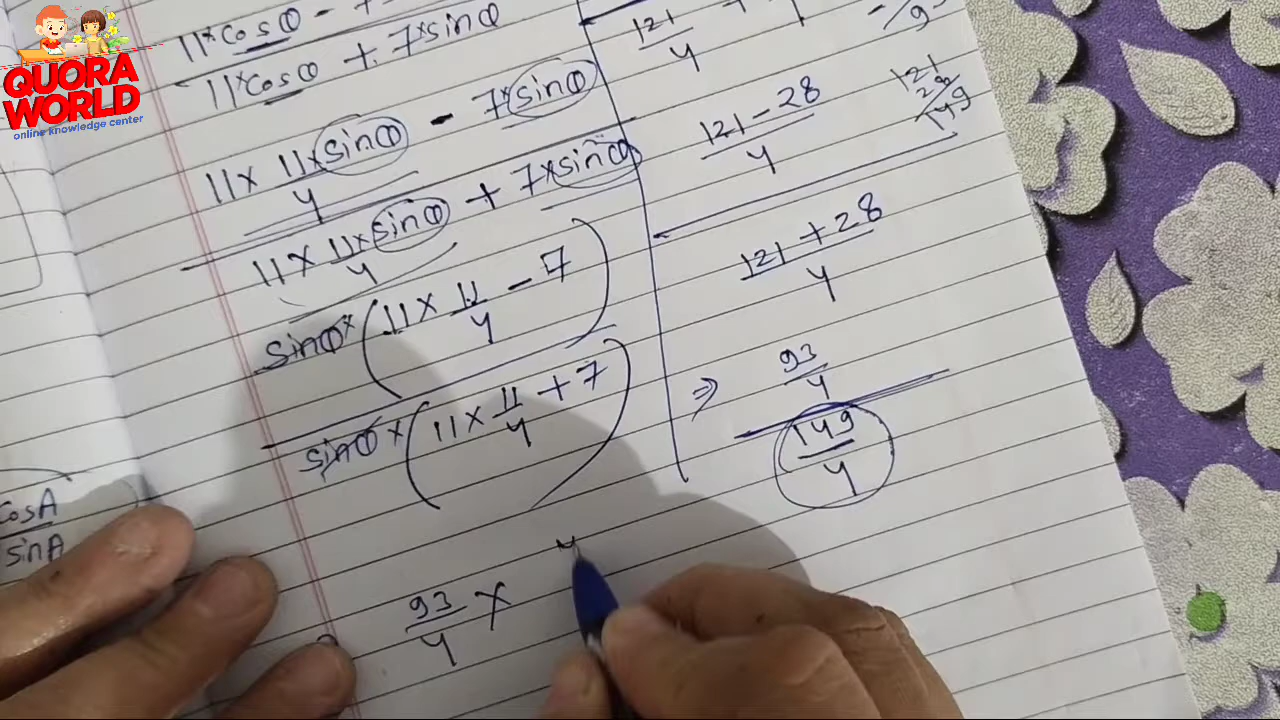 QUORA
WORLD
online knowledge center
11×cosθ -
11×cosθ + 7×sinθ
11 × 11×sinθ/4 - 7×sinθ
11 × 11×sinθ/4 + 7×sinθ
sinθ×(11 × 11/4 - 7)
sinθ×(11 × 11/4 + 7)
93/4 ×
121/4
121 - 28
4
121 + 28
4
⇒ 93/4
149/4
121
28
149
cosA
sinA